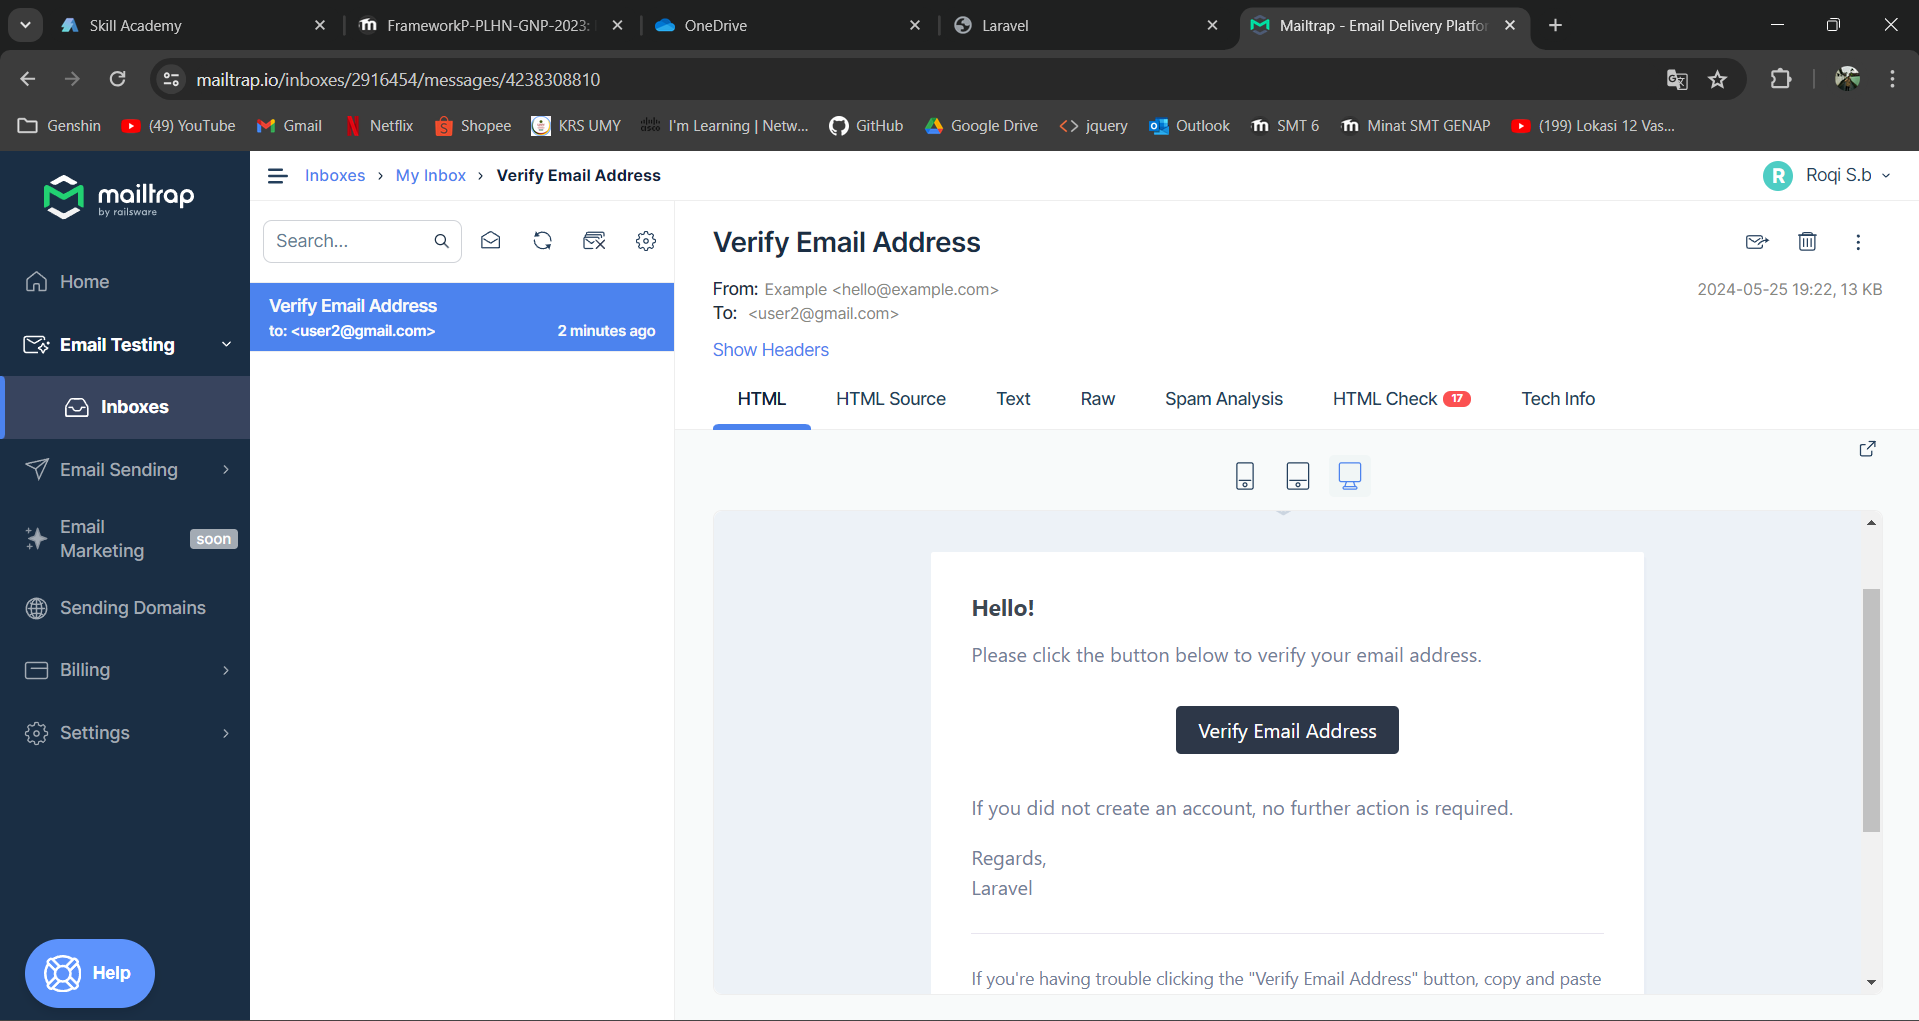 Skill Academy
FrameworkP-PLHN-GNP-2023:
OneDrive
Laravel
Mailtrap - Email Delivery Platfor
mailtrap.io/inboxes/2916454/messages/4238308810
Genshin
(49) YouTube
Gmail
Netflix
Shopee
KRS UMY
I'm Learning | Netw...
GitHub
Google Drive
jquery
Outlook
SMT 6
Minat SMT GENAP
(199) Lokasi 12 Vas...
mailtrap
by railsware
Home
Email Testing
Inboxes
Email Sending
Email
Marketing
soon
Sending Domains
Billing
Settings
Help
Inboxes › My Inbox › Verify Email Address
R Roqi S.b
Search...
Verify Email Address
to: <user2@gmail.com> 2 minutes ago
Verify Email Address
From: Example <hello@example.com>
2024-05-25 19:22, 13 KB
To: <user2@gmail.com>
Show Headers
HTML
HTML Source
Text
Raw
Spam Analysis
HTML Check 17
Tech Info
Hello!
Please click the button below to verify your email address.
Verify Email Address
If you did not create an account, no further action is required.
Regards,
Laravel
If you're having trouble clicking the "Verify Email Address" button, copy and paste